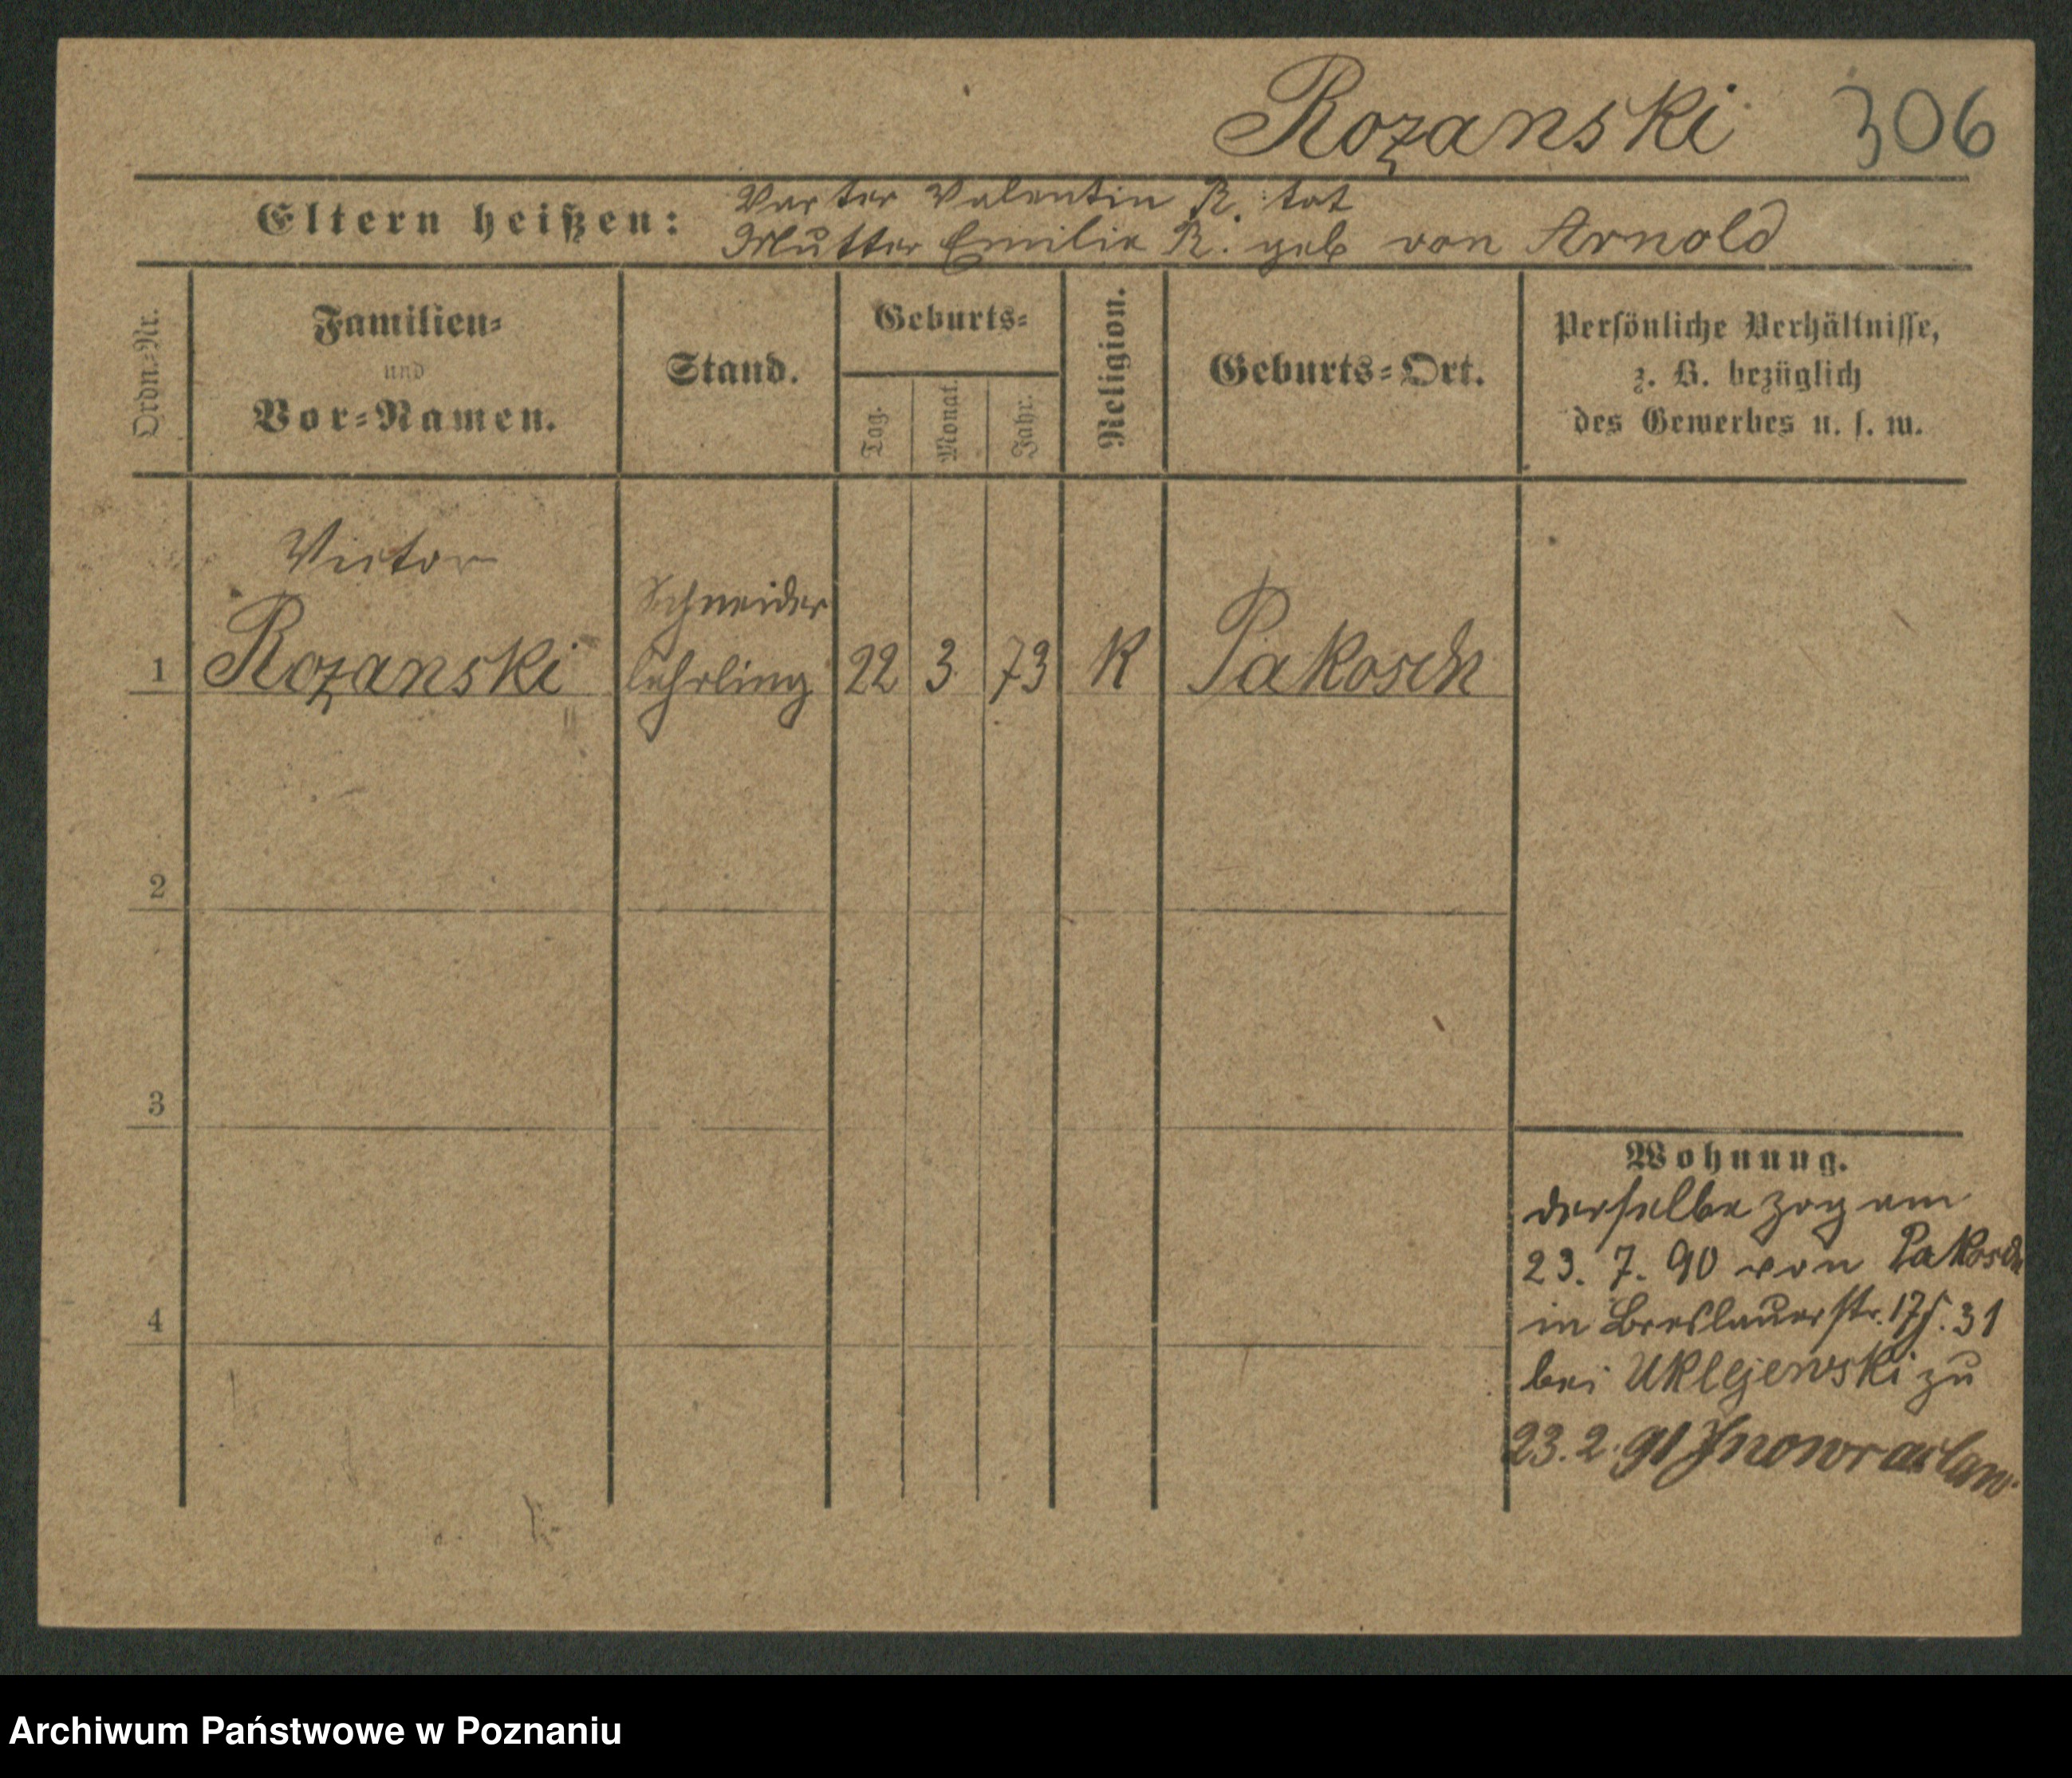 Rozanski 306
Eltern heißen: Varter Valentin R. tot
Mutter Emilie R. geb von Arnold
Ordn.=Nr.
Familien=
und
Vor=Namen.
Stand.
Geburts=
Tag.
Monat.
Jahr.
Religion.
Geburts=Ort.
Persönliche Verhältnisse,
z. B. bezüglich
des Gewerbes u. s. w.
Victor
Schneider
1 Rozanski lehrling 22 3 73 K Pakosch
2
3
4
Wohnung.
derselbe zog am
23. 7. 90 von Pakosch
in Breslauerstr. 31
bei Uklejewski zu
23. 2. 91 Inowraclaw.
Archiwum Państwowe w Poznaniu